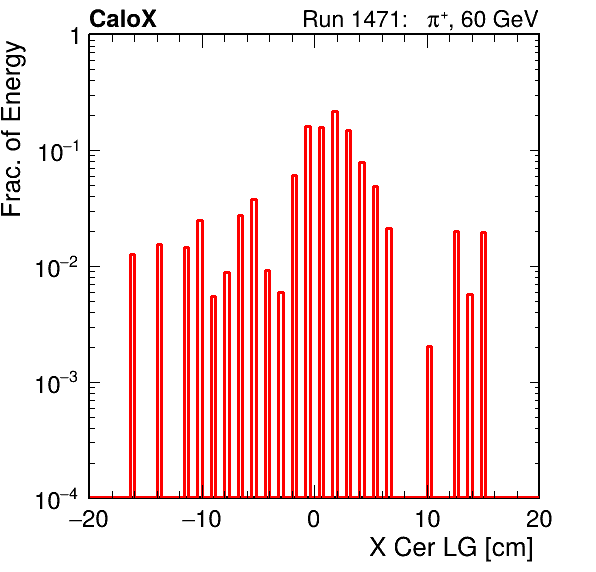 CaloX Run 1471: π⁺, 60 GeV
Frac. of Energy
1
10⁻¹
10⁻²
10⁻³
10⁻⁴
−20 −10 0 10 20
X Cer LG [cm]